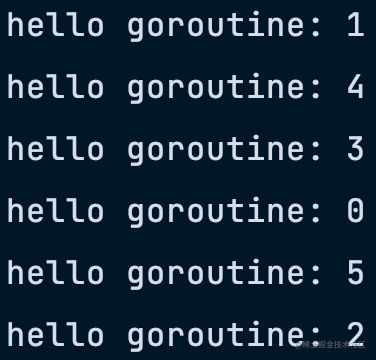 hello goroutine: 1
hello goroutine: 4
hello goroutine: 3
hello goroutine: 0
hello goroutine: 5
hello goroutine: 2
@稀土掘金技术社区